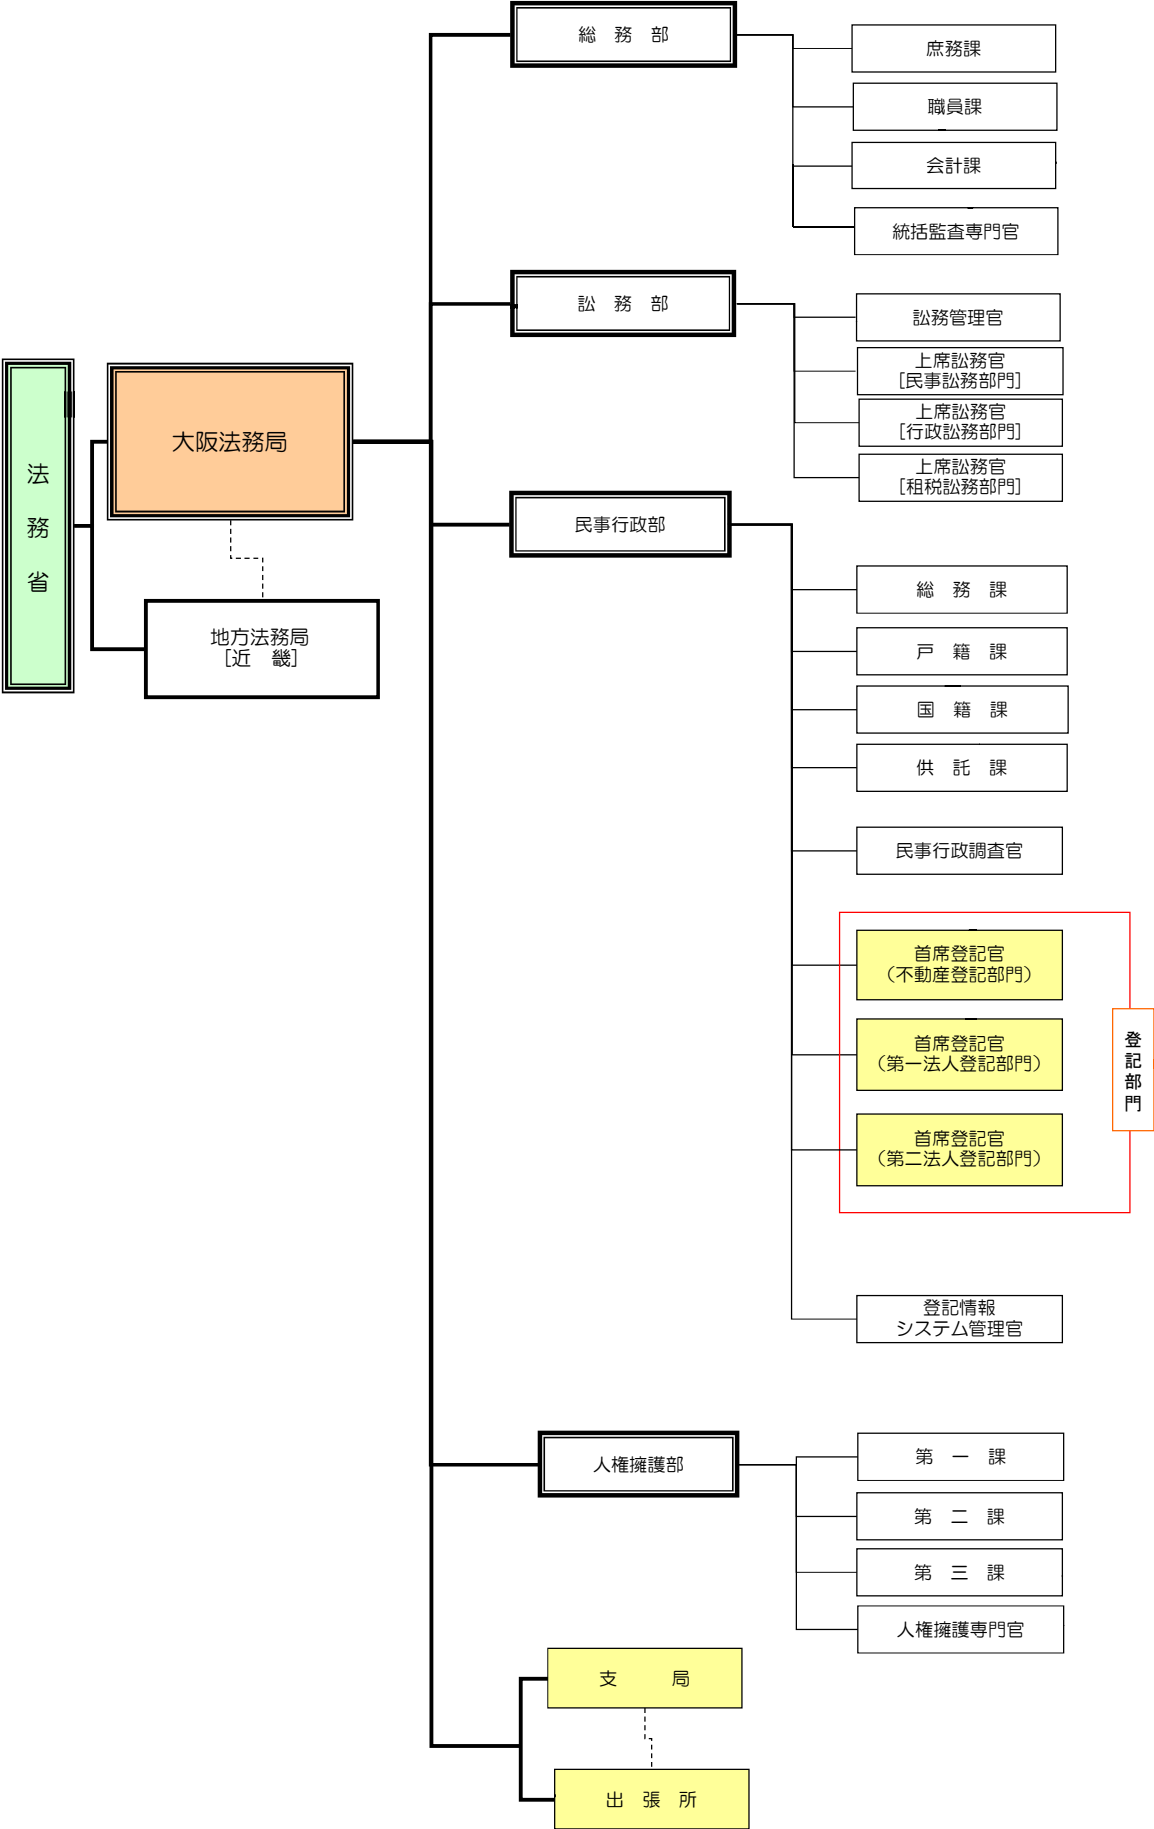 法
務
省
大阪法務局
地方法務局
［近　畿］
総　務　部
庶務課
職員課
会計課
統括監査専門官
訟　務　部
訟務管理官
上席訟務官
［民事訟務部門］
上席訟務官
［行政訟務部門］
上席訟務官
［租税訟務部門］
民事行政部
総　務　課
戸　籍　課
国　籍　課
供　託　課
民事行政調査官
首席登記官
（不動産登記部門）
首席登記官
（第一法人登記部門）
首席登記官
（第二法人登記部門）
登
記
部
門
登記情報
システム管理官
人権擁護部
第　一　課
第　二　課
第　三　課
人権擁護専門官
支　　　局
出　張　所